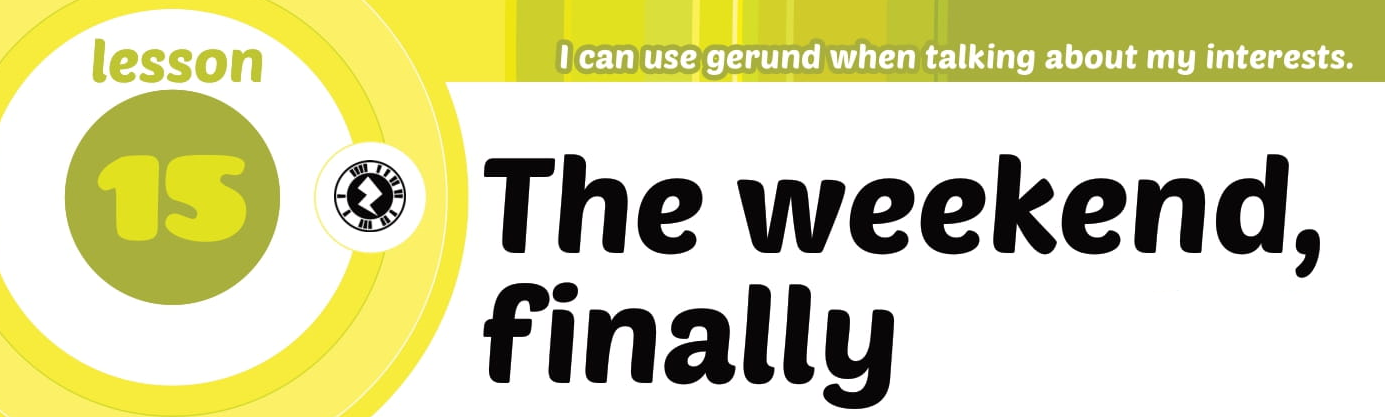 lesson
15
I can use gerund when talking about my interests.
The weekend,
finally